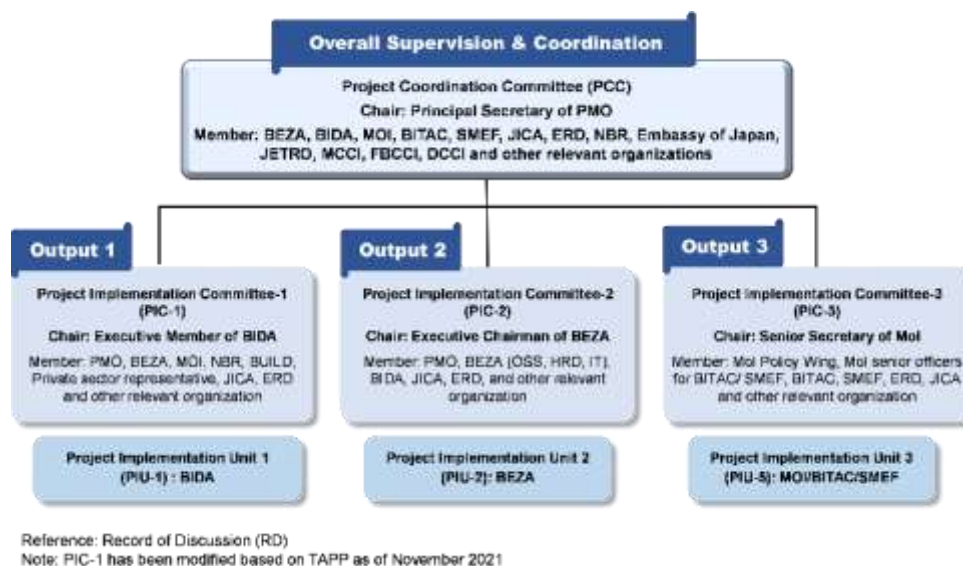 Overall Supervision & Coordination
Project Coordination Committee (PCC)
Chair: Principal Secretary of PMO
Member: BEZA, BIDA, MOI, BITAC, SMEF, JICA, ERD, NBR, Embassy of Japan,
JETRO, MCCI, FBCCI, DCCI and other relevant organizations
Output 1
Project Implementation Committee-1
(PIC-1)
Chair: Executive Member of BIDA
Member: PMO, BEZA, MOI, NBR, BUILD,
Private sector representative, JICA, ERD
and other relevant organization
Project Implementation Unit 1
(PIU-1) : BIDA
Output 2
Project Implementation Committee-2
(PIC-2)
Chair: Executive Chairman of BEZA
Member: PMO, BEZA (OSS, HRD, IT),
BIDA, JICA, ERD, and other relevant
organization
Project Implementation Unit 2
(PIU-2): BEZA
Output 3
Project Implementation Committee-3
(PIC-3)
Chair: Senior Secretary of MoI
Member: MoI Policy Wing, MoI senior officers
for BITAC/ SMEF, BITAC, SMEF, ERD, JICA
and other relevant organization
Project Implementation Unit 3
(PIU-3): MOI/BITAC/SMEF
Reference: Record of Discussion (RD)
Note: PIC-1 has been modified based on TAPP as of November 2021